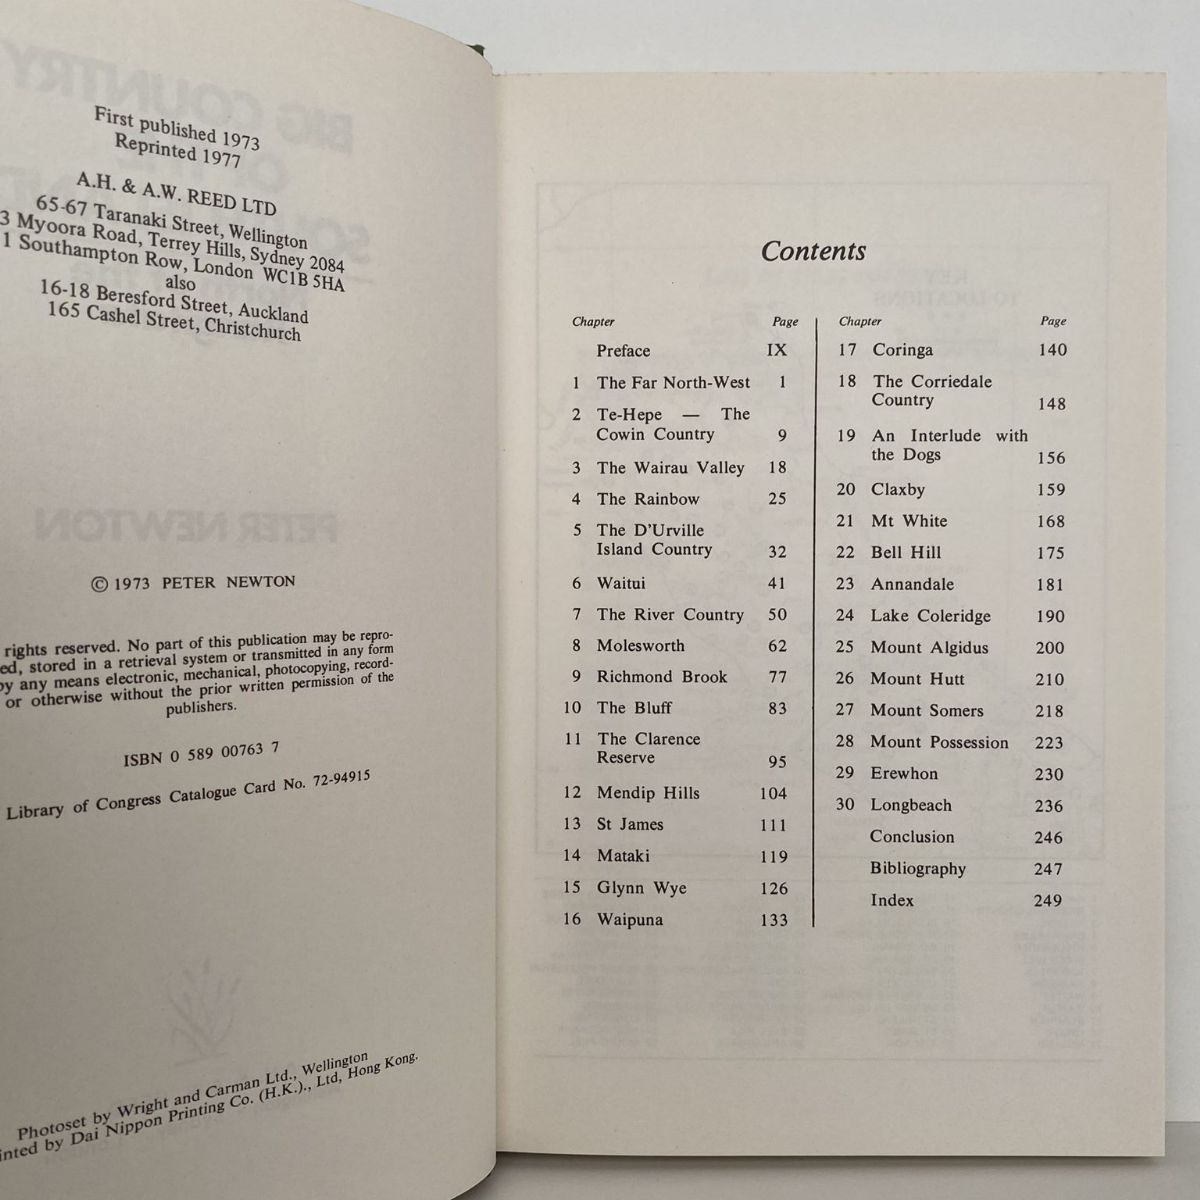 First published 1973
Reprinted 1977
A.H. & A.W. REED LTD
65-67 Taranaki Street, Wellington
3 Myoora Road, Terrey Hills, Sydney 2084
1 Southampton Row, London WC1B 5HA
also
16-18 Beresford Street, Auckland
165 Cashel Street, Christchurch
PETER NEWTON
© 1973 PETER NEWTON
rights reserved. No part of this publication may be repro-
stored in a retrieval system or transmitted in any form
by any means electronic, mechanical, photocopying, record-
or otherwise without the prior written permission of the
publishers.
ISBN 0 589 00763 7
Library of Congress Catalogue Card No. 72-94915
Photoset by Wright and Carman Ltd., Wellington
by Dai Nippon Printing Co. (H.K.)., Ltd, Hong Kong.
Contents
Chapter Page
Preface IX
1 The Far North-West 1
2 Te-Hepe — The
Cowin Country 9
3 The Wairau Valley 18
4 The Rainbow 25
5 The D'Urville
Island Country 32
6 Waitui 41
7 The River Country 50
8 Molesworth 62
9 Richmond Brook 77
10 The Bluff 83
11 The Clarence
Reserve 95
12 Mendip Hills 104
13 St James 111
14 Mataki 119
15 Glynn Wye 126
16 Waipuna 133
Chapter Page
17 Coringa 140
18 The Corriedale
Country 148
19 An Interlude with
the Dogs 156
20 Claxby 159
21 Mt White 168
22 Bell Hill 175
23 Annandale 181
24 Lake Coleridge 190
25 Mount Algidus 200
26 Mount Hutt 210
27 Mount Somers 218
28 Mount Possession 223
29 Erewhon 230
30 Longbeach 236
Conclusion 246
Bibliography 247
Index 249